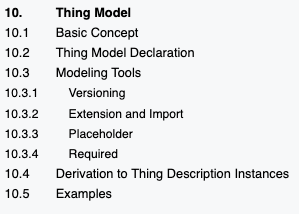 10. Thing Model
10.1 Basic Concept
10.2 Thing Model Declaration
10.3 Modeling Tools
10.3.1 Versioning
10.3.2 Extension and Import
10.3.3 Placeholder
10.3.4 Required
10.4 Derivation to Thing Description Instances
10.5 Examples